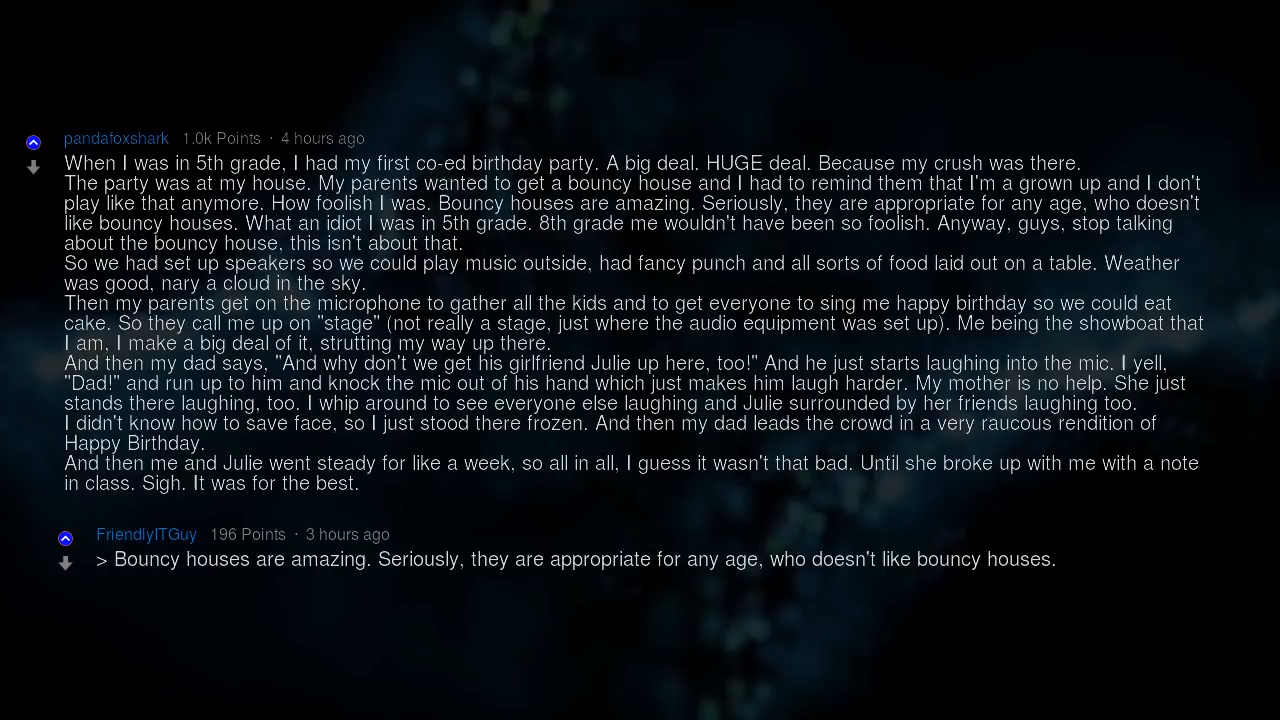 pandafoxshark 1.0k Points · 4 hours ago
When I was in 5th grade, I had my first co-ed birthday party. A big deal. HUGE deal. Because my crush was there.
The party was at my house. My parents wanted to get a bouncy house and I had to remind them that I'm a grown up and I don't
play like that anymore. How foolish I was. Bouncy houses are amazing. Seriously, they are appropriate for any age, who doesn't
like bouncy houses. What an idiot I was in 5th grade. 8th grade me wouldn't have been so foolish. Anyway, guys, stop talking
about the bouncy house, this isn't about that.
So we had set up speakers so we could play music outside, had fancy punch and all sorts of food laid out on a table. Weather
was good, nary a cloud in the sky.
Then my parents get on the microphone to gather all the kids and to get everyone to sing me happy birthday so we could eat
cake. So they call me up on "stage" (not really a stage, just where the audio equipment was set up). Me being the showboat that
I am, I make a big deal of it, strutting my way up there.
And then my dad says, "And why don't we get his girlfriend Julie up here, too!" And he just starts laughing into the mic. I yell,
"Dad!" and run up to him and knock the mic out of his hand which just makes him laugh harder. My mother is no help. She just
stands there laughing, too. I whip around to see everyone else laughing and Julie surrounded by her friends laughing too.
I didn't know how to save face, so I just stood there frozen. And then my dad leads the crowd in a very raucous rendition of
Happy Birthday.
And then me and Julie went steady for like a week, so all in all, I guess it wasn't that bad. Until she broke up with me with a note
in class. Sigh. It was for the best.
FriendlyITGuy 196 Points · 3 hours ago
> Bouncy houses are amazing. Seriously, they are appropriate for any age, who doesn't like bouncy houses.